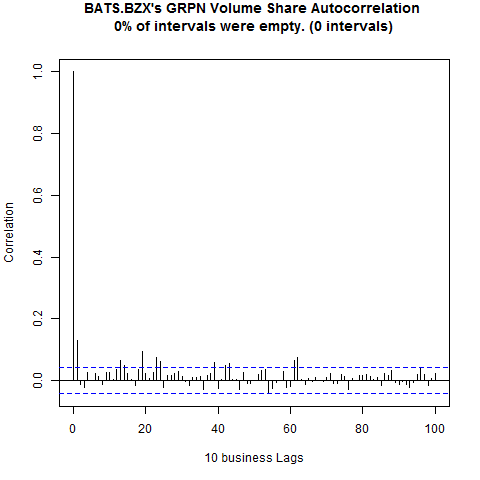 BATS.BZX's GRPN Volume Share Autocorrelation
0% of intervals were empty. (0 intervals)
Correlation
1.0
0.8
0.6
0.4
0.2
0.0
0 20 40 60 80 100
10 business Lags